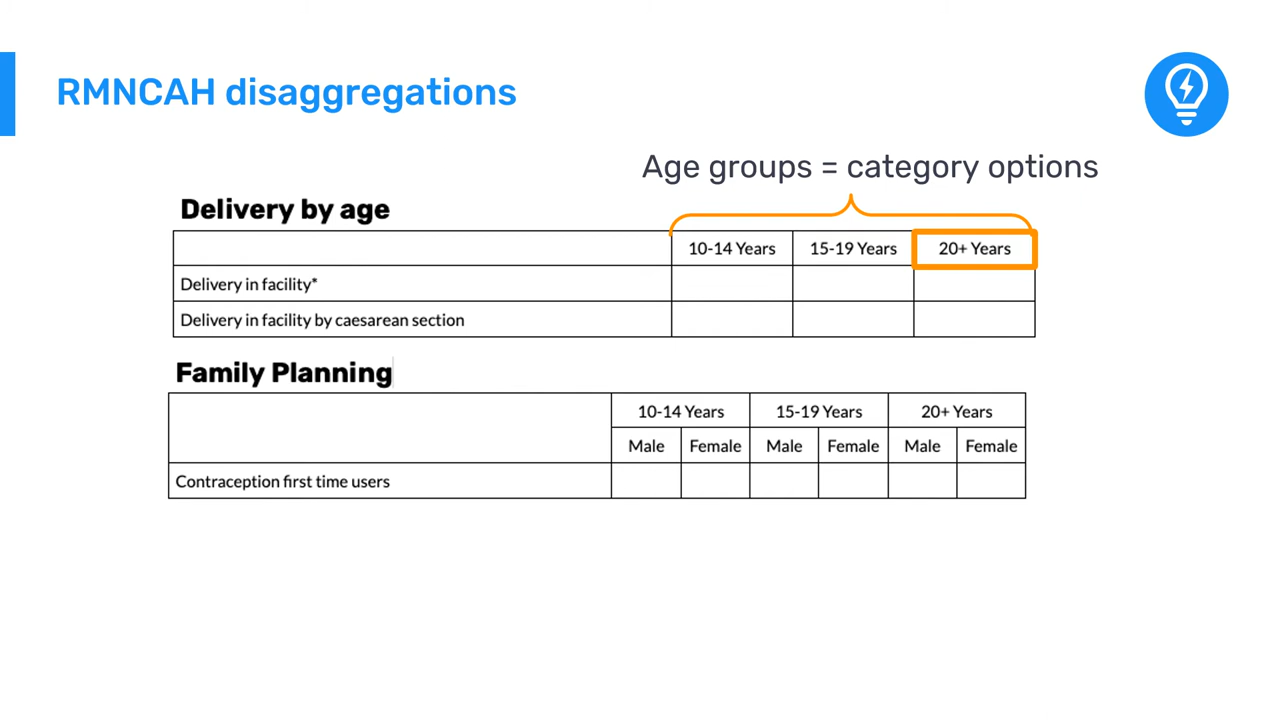 RMNCAH disaggregations
Age groups = category options
Delivery by age
10-14 Years 15-19 Years 20+ Years
Delivery in facility*
Delivery in facility by caesarean section
Family Planning
10-14 Years 15-19 Years 20+ Years
Male Female Male Female Male Female
Contraception first time users